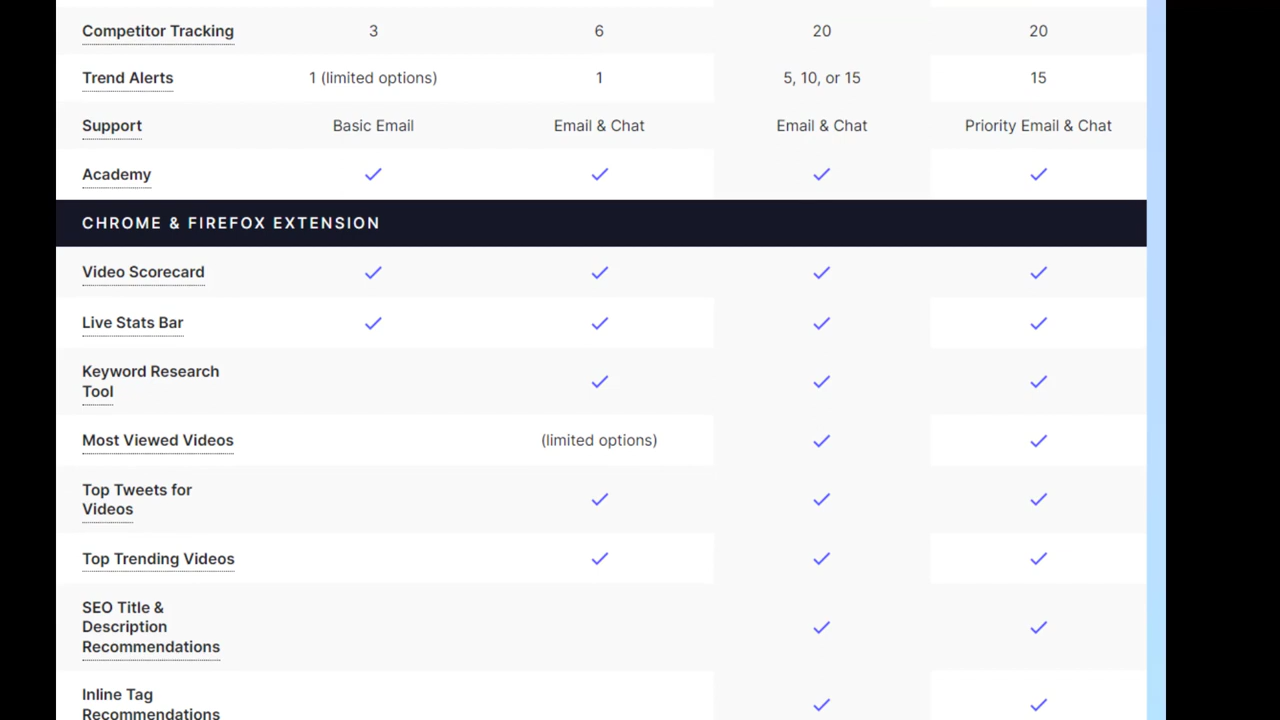 Competitor Tracking 3 6 20 20
Trend Alerts 1 (limited options) 1 5, 10, or 15 15
Support Basic Email Email & Chat Email & Chat Priority Email & Chat
Academy
CHROME & FIREFOX EXTENSION
Video Scorecard
Live Stats Bar
Keyword Research
Tool
Most Viewed Videos (limited options)
Top Tweets for
Videos
Top Trending Videos
SEO Title &
Description
Recommendations
Inline Tag
Recommendations